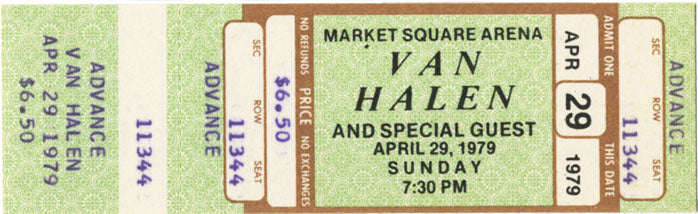 ADVANCE
VAN HALEN
APR 29 1979
$6.50
11344
ADVANCE
SEC ROW SEAT
11344
$6.50
NO REFUNDS PRICE NO EXCHANGES
MARKET SQUARE ARENA
VAN
HALEN
AND SPECIAL GUEST
APRIL 29, 1979
SUNDAY
7:30 PM
APR 29 1979
ADMIT ONE THIS DATE
SEC ROW SEAT
11344
ADVANCE